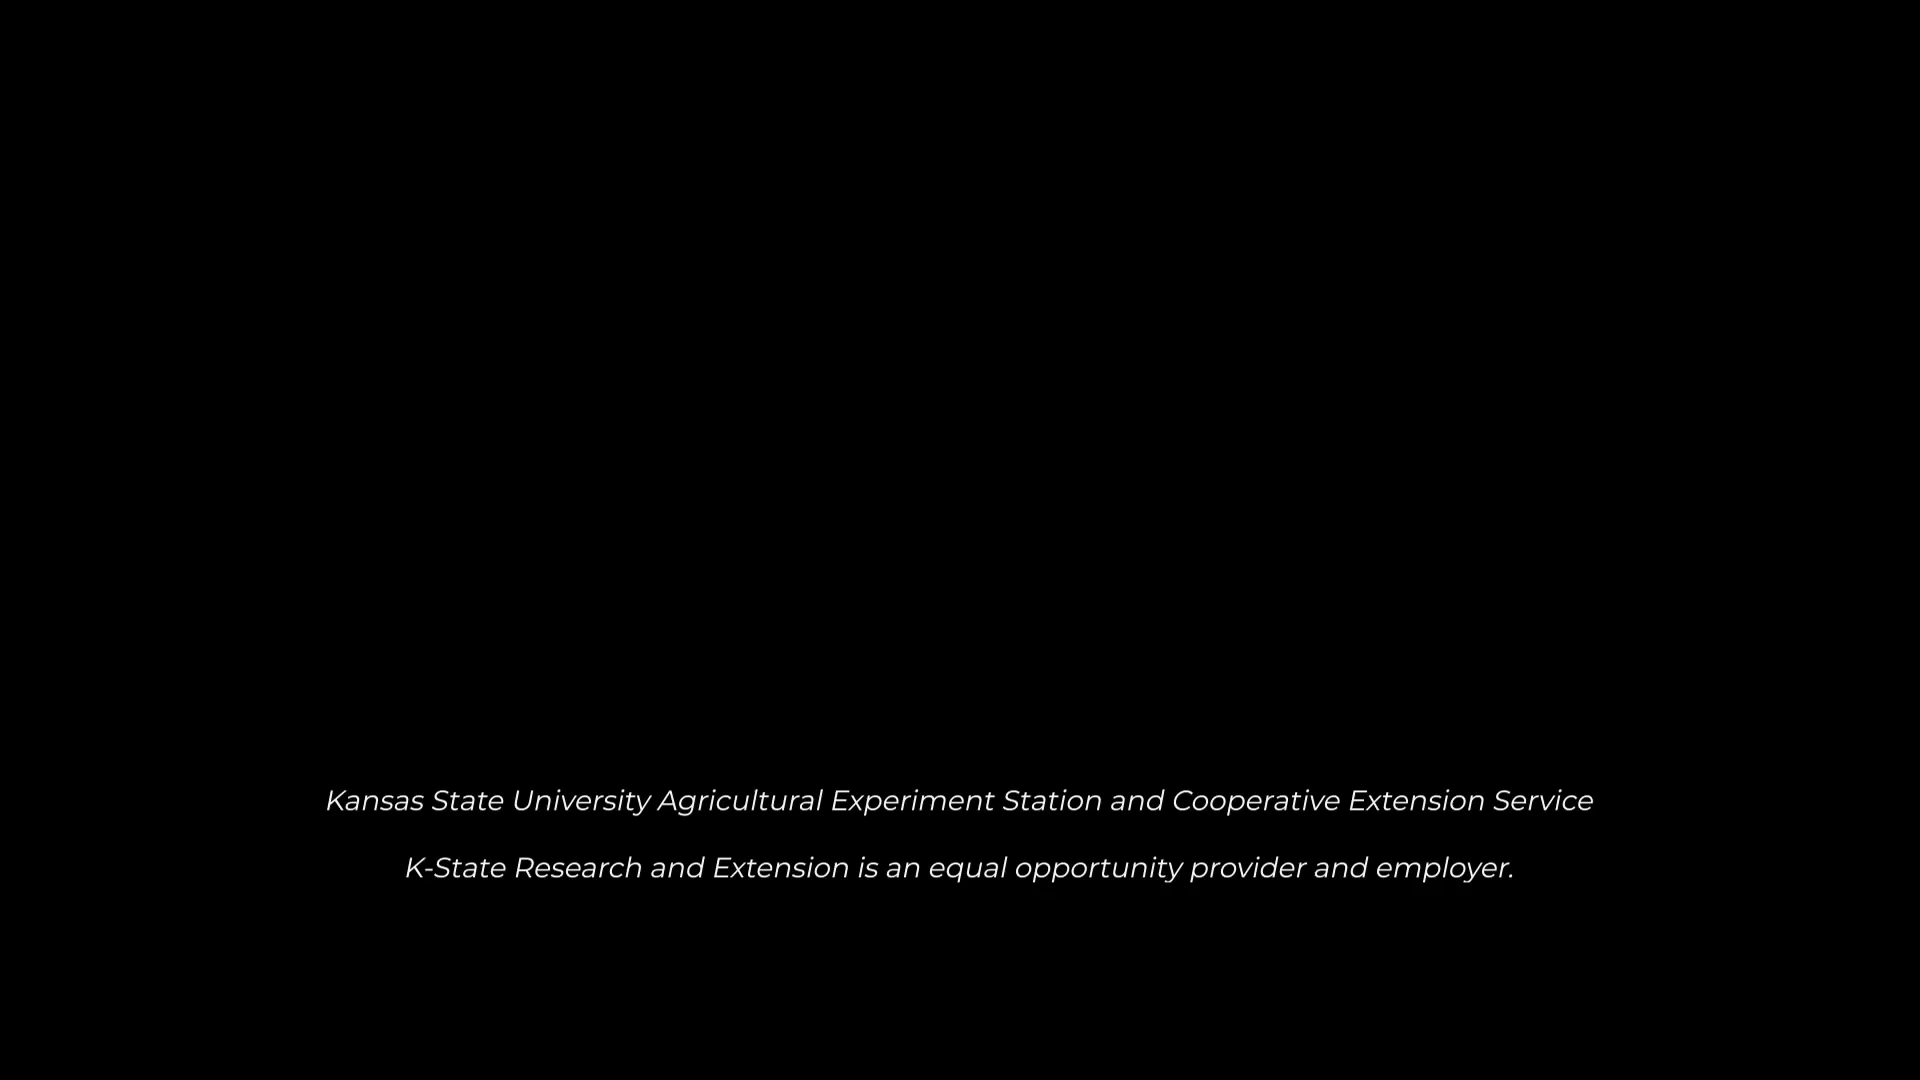 Kansas State University Agricultural Experiment Station and Cooperative Extension Service
K-State Research and Extension is an equal opportunity provider and employer.